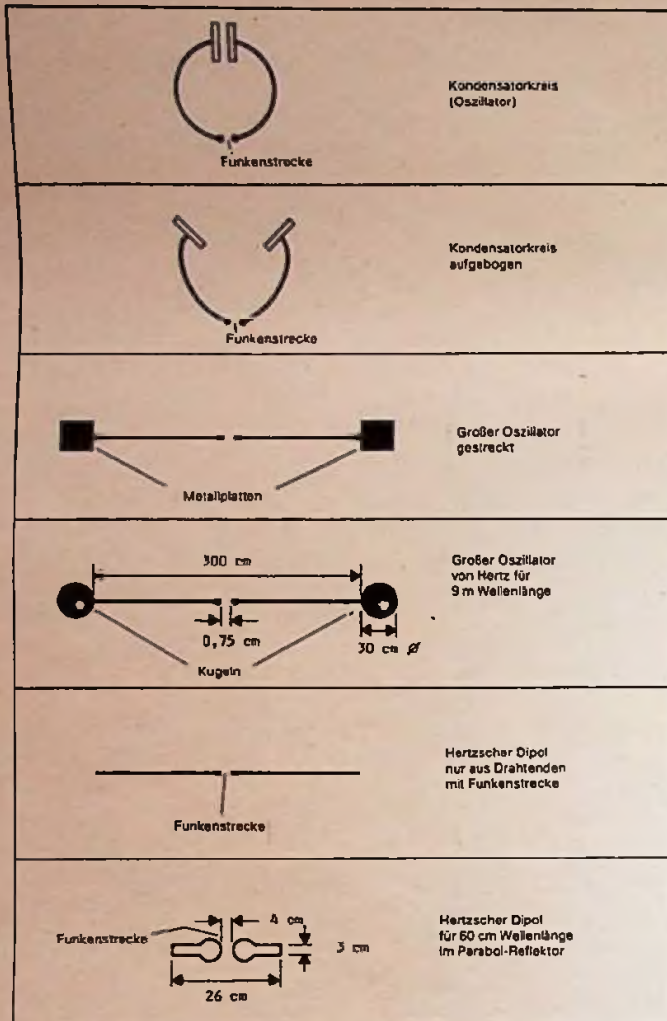 Kondensatorkreis
(Oszillator)
Funkenstrecke
Kondensatorkreis
aufgebogen
Funkenstrecke
Großer Oszillator
gestreckt
Metallplatten
300 cm
Großer Oszillator
von Hertz für
9 m Wellenlänge
0,75 cm
30 cm Ø
Kugeln
Hertzscher Dipol
nur aus Drahtenden
mit Funkenstrecke
Funkenstrecke
Funkenstrecke
4 cm
3 cm
26 cm
Hertzscher Dipol
für 60 cm Wellenlänge
im Parabol-Reflektor